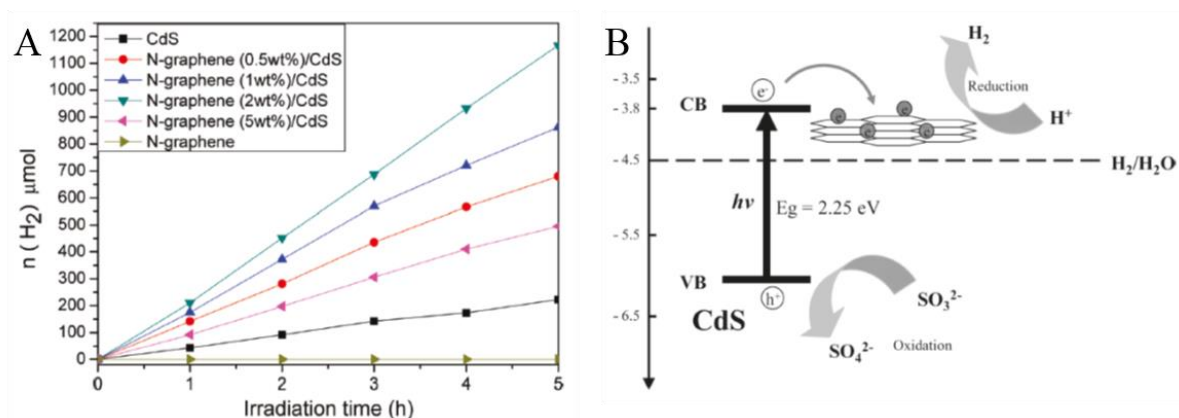 A
n ( H₂ ) μmol
1200
1100
1000
900
800
700
600
500
400
300
200
100
0
CdS
N-graphene (0.5wt%)/CdS
N-graphene (1wt%)/CdS
N-graphene (2wt%)/CdS
N-graphene (5wt%)/CdS
N-graphene
0 1 2 3 4 5
Irradiation time (h)
B
-3.5
-3.8
-4.5
-5.5
-6.5
CB
e-
e e e e
H₂
Reduction
H⁺
H₂/H₂O
hν
Eg = 2.25 eV
VB
h⁺
CdS
SO₃²⁻
SO₄²⁻ Oxidation